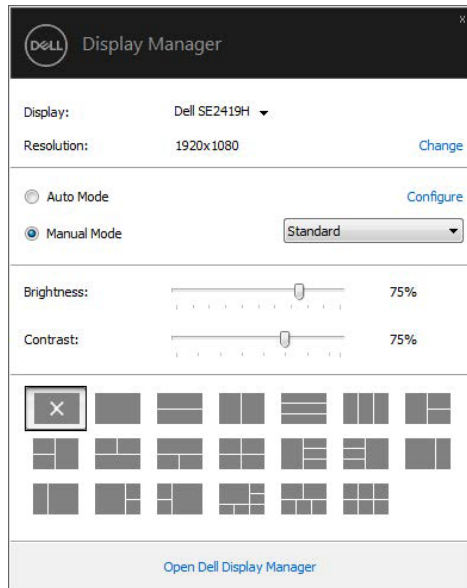 x
DELL Display Manager
Display: Dell SE2419H
Resolution: 1920x1080 Change
Auto Mode Configure
Manual Mode Standard
Brightness: 75%
Contrast: 75%
Open Dell Display Manager